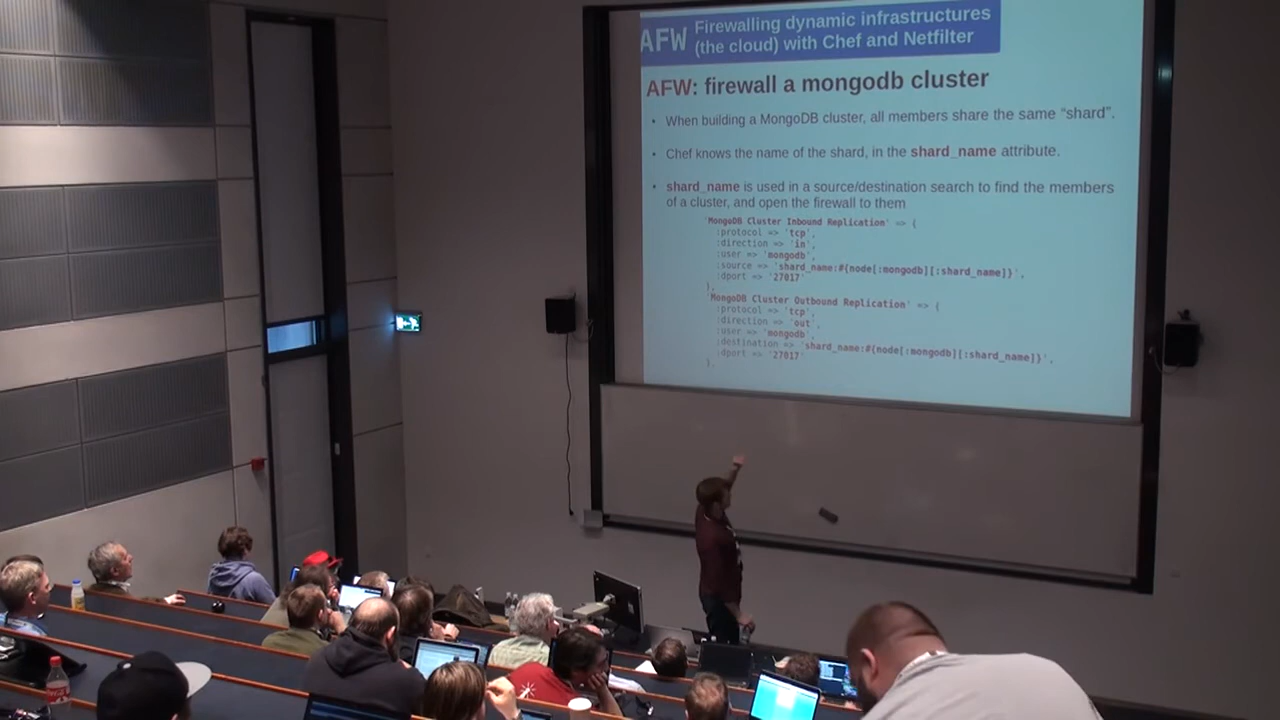 AFW
Firewalling dynamic infrastructures
(the cloud) with Chef and Netfilter
AFW: firewall a mongodb cluster
• When building a MongoDB cluster, all members share the same “shard”.
• Chef knows the name of the shard, in the shard_name attribute.
• shard_name is used in a source/destination search to find the members
of a cluster, and open the firewall to them
'MongoDB Cluster Inbound Replication' => {
:protocol => 'tcp',
:direction => 'in',
:user => 'mongodb',
:source => 'shard_name:#{node[:mongodb][:shard_name]}',
:dport => '27017'
},
'MongoDB Cluster Outbound Replication' => {
:protocol => 'tcp',
:direction => 'out',
:user => 'mongodb',
:destination => 'shard_name:#{node[:mongodb][:shard_name]}',
:dport => '27017'
},